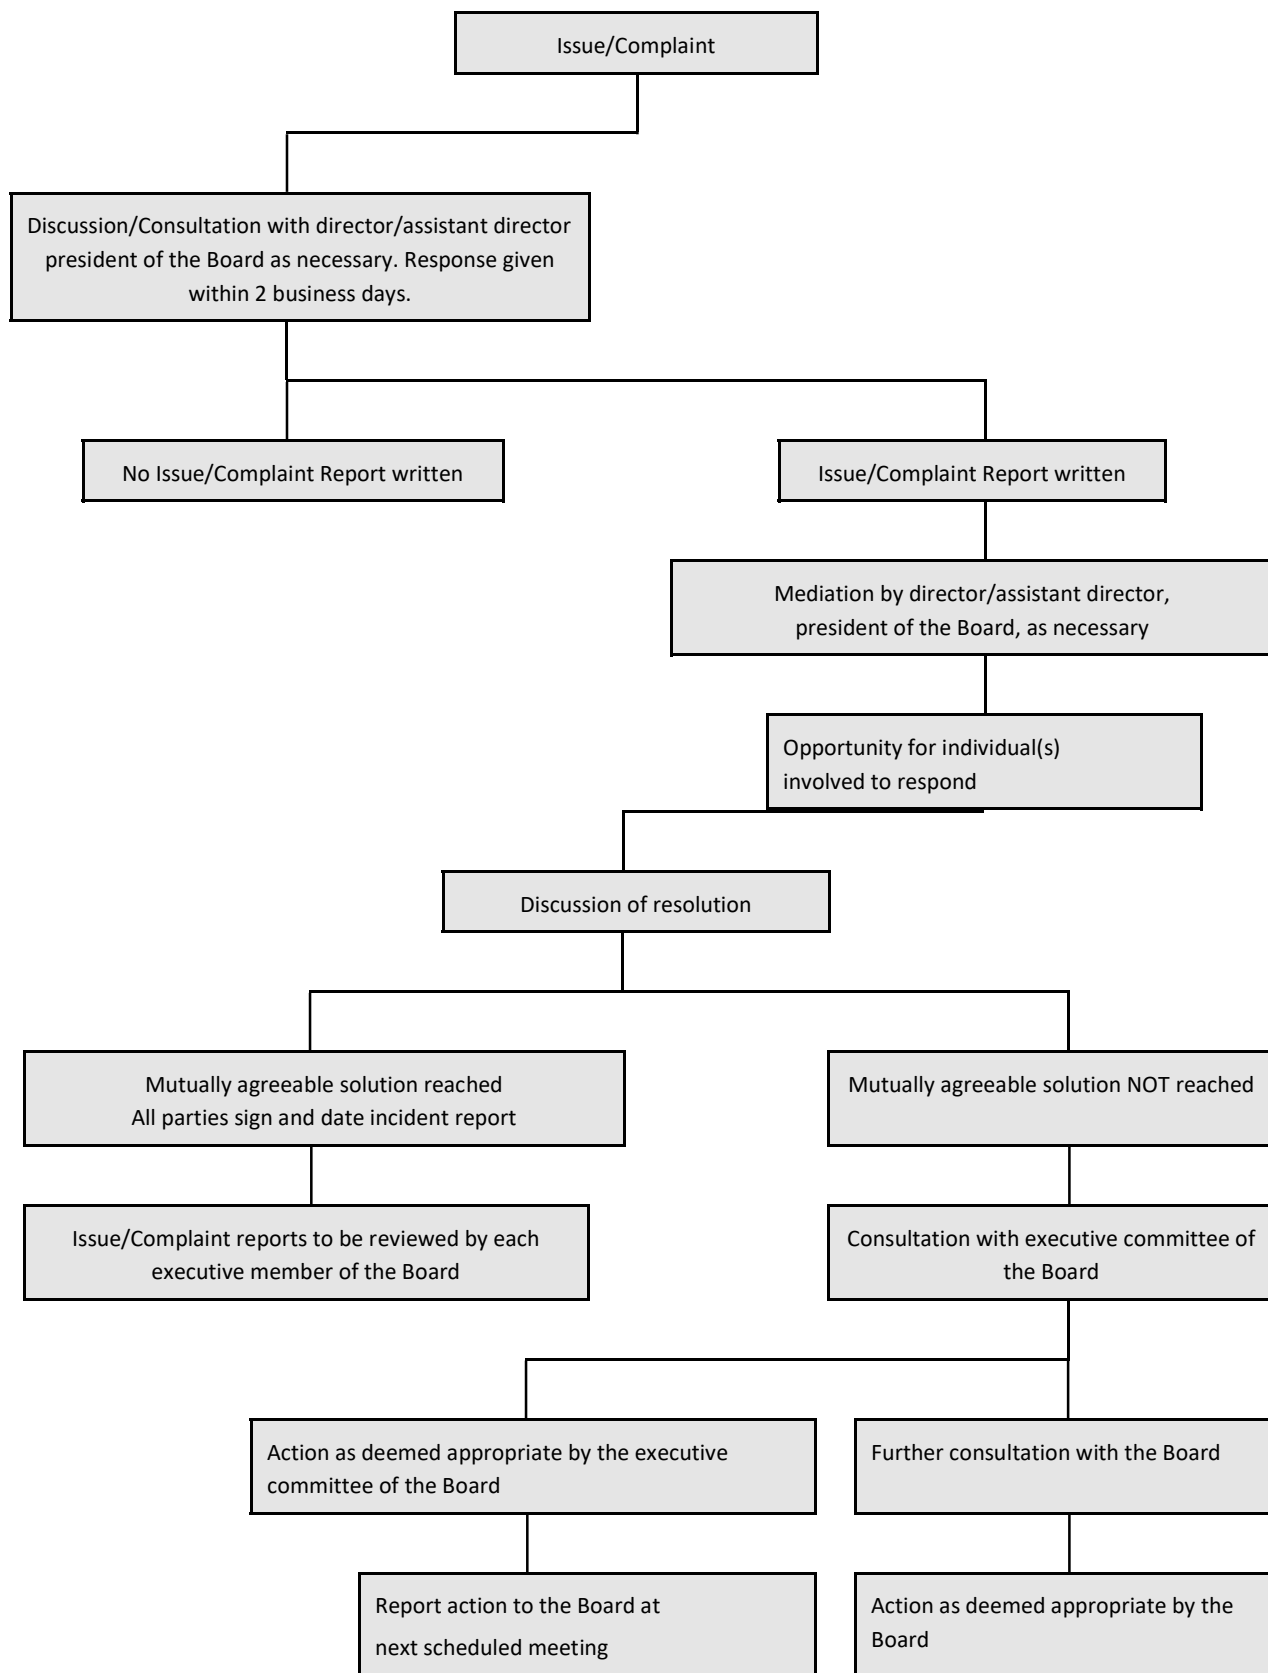 Issue/Complaint
Discussion/Consultation with director/assistant director
president of the Board as necessary. Response given
within 2 business days.
No Issue/Complaint Report written
Issue/Complaint Report written
Mediation by director/assistant director,
president of the Board, as necessary
Opportunity for individual(s)
involved to respond
Discussion of resolution
Mutually agreeable solution reached
All parties sign and date incident report
Mutually agreeable solution NOT reached
Issue/Complaint reports to be reviewed by each
executive member of the Board
Consultation with executive committee of
the Board
Action as deemed appropriate by the executive
committee of the Board
Further consultation with the Board
Report action to the Board at
next scheduled meeting
Action as deemed appropriate by the
Board